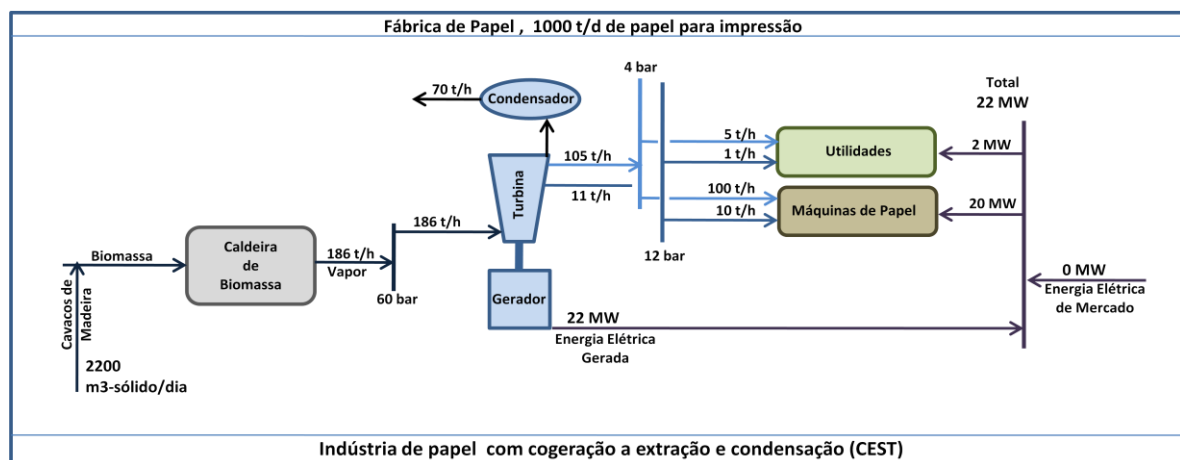 Fábrica de Papel , 1000 t/d de papel para impressão
4 bar
Total
22 MW
70 t/h
Condensador
105 t/h
5 t/h
1 t/h
Utilidades
2 MW
Turbina
11 t/h
100 t/h
10 t/h
Máquinas de Papel
20 MW
186 t/h
12 bar
Biomassa
Caldeira
de
Biomassa
186 t/h
Vapor
60 bar
Gerador
0 MW
Energia Elétrica
de Mercado
Cavacos de
Madeira
22 MW
Energia Elétrica
Gerada
2200
m3-sólido/dia
Indústria de papel com cogeração a extração e condensação (CEST)